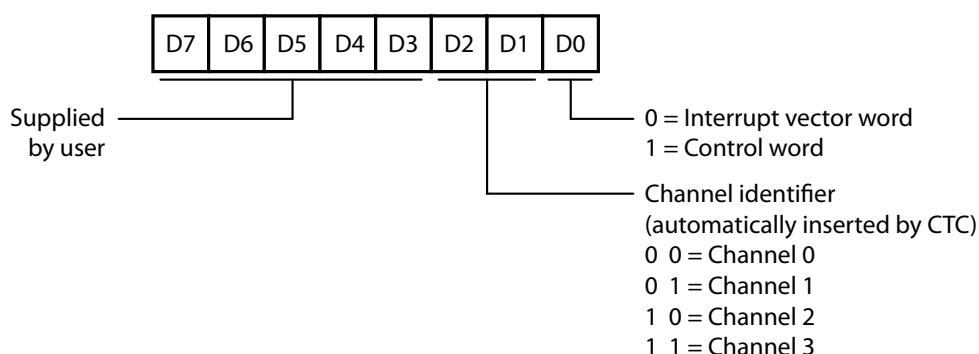 D7 D6 D5 D4 D3 D2 D1 D0
Supplied
by user
0 = Interrupt vector word
1 = Control word
Channel identifier
(automatically inserted by CTC)
0 0 = Channel 0
0 1 = Channel 1
1 0 = Channel 2
1 1 = Channel 3